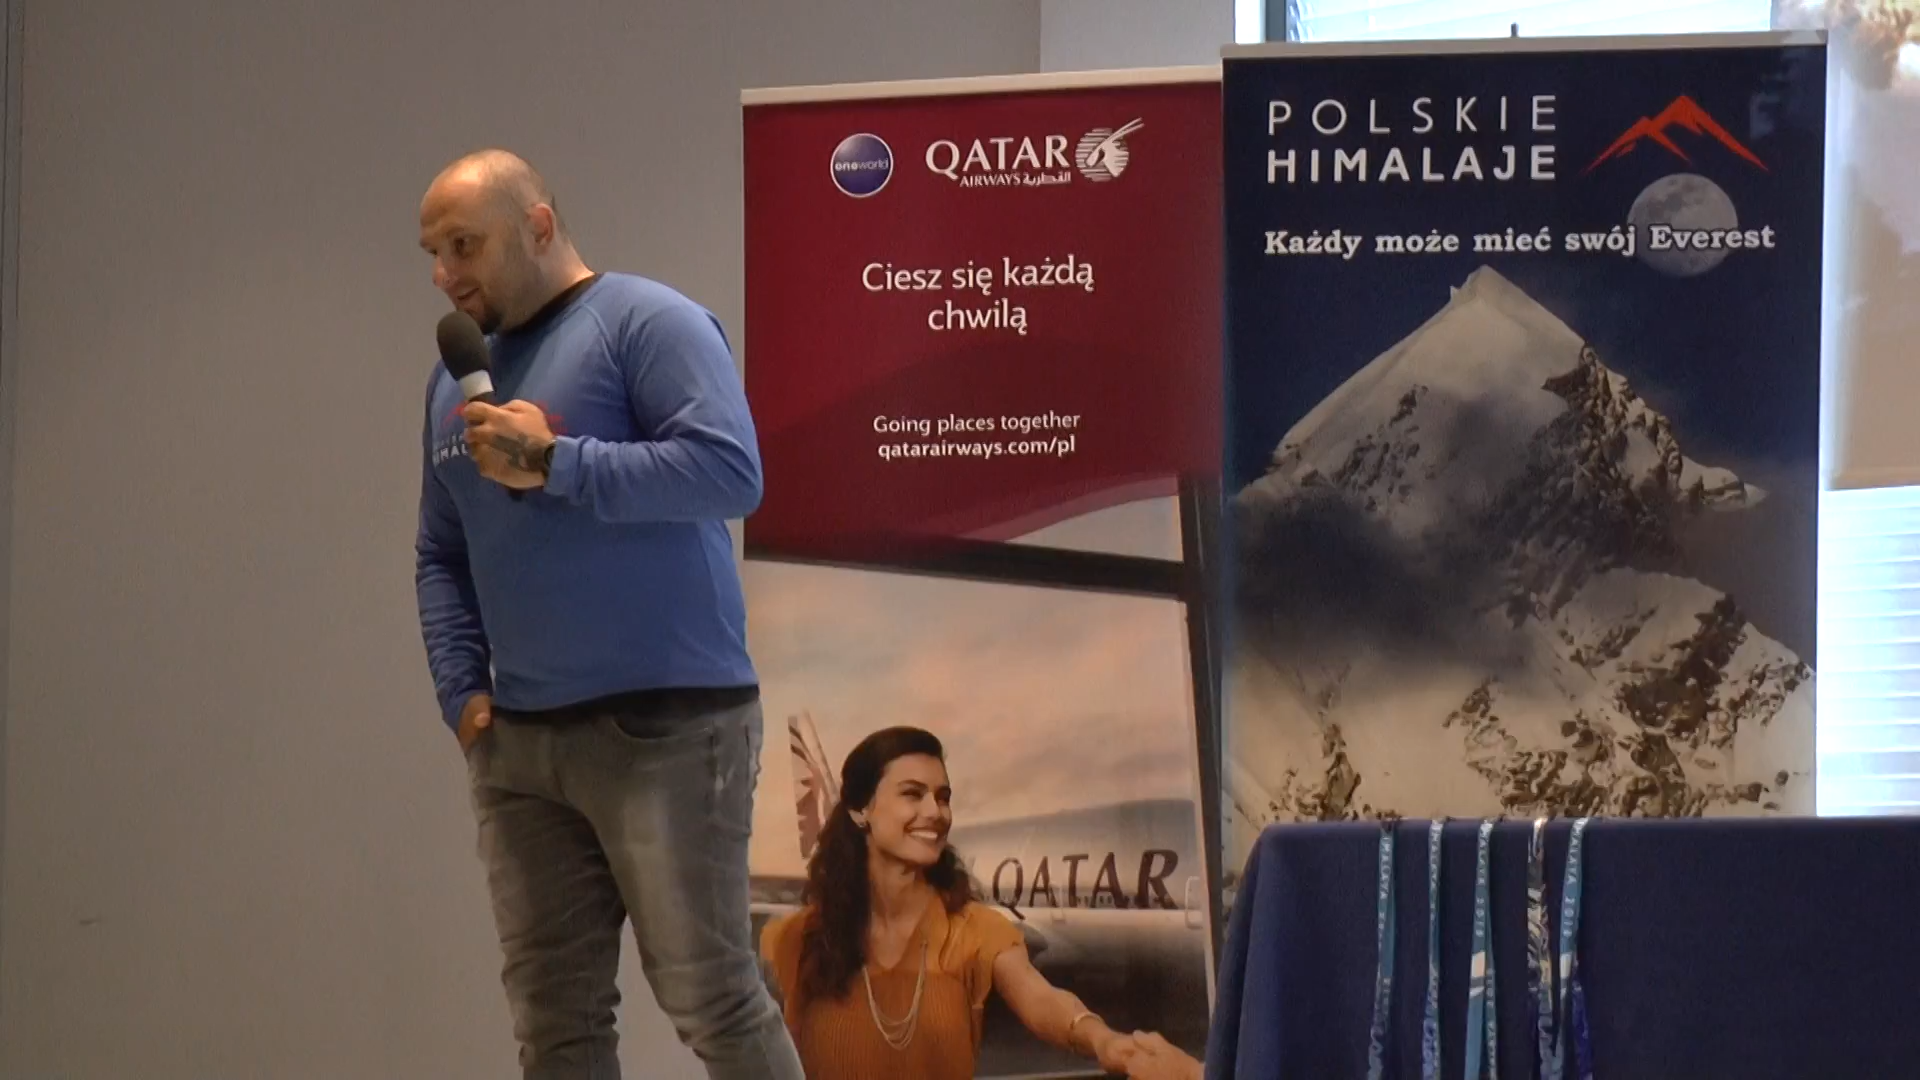 oneworld
QATAR
AIRWAYS القطرية
Ciesz się każdą
chwilą
Going places together
qatarairways.com/pl
QATAR
POLSKIE
HIMALAJE
Każdy może mieć swój Everest